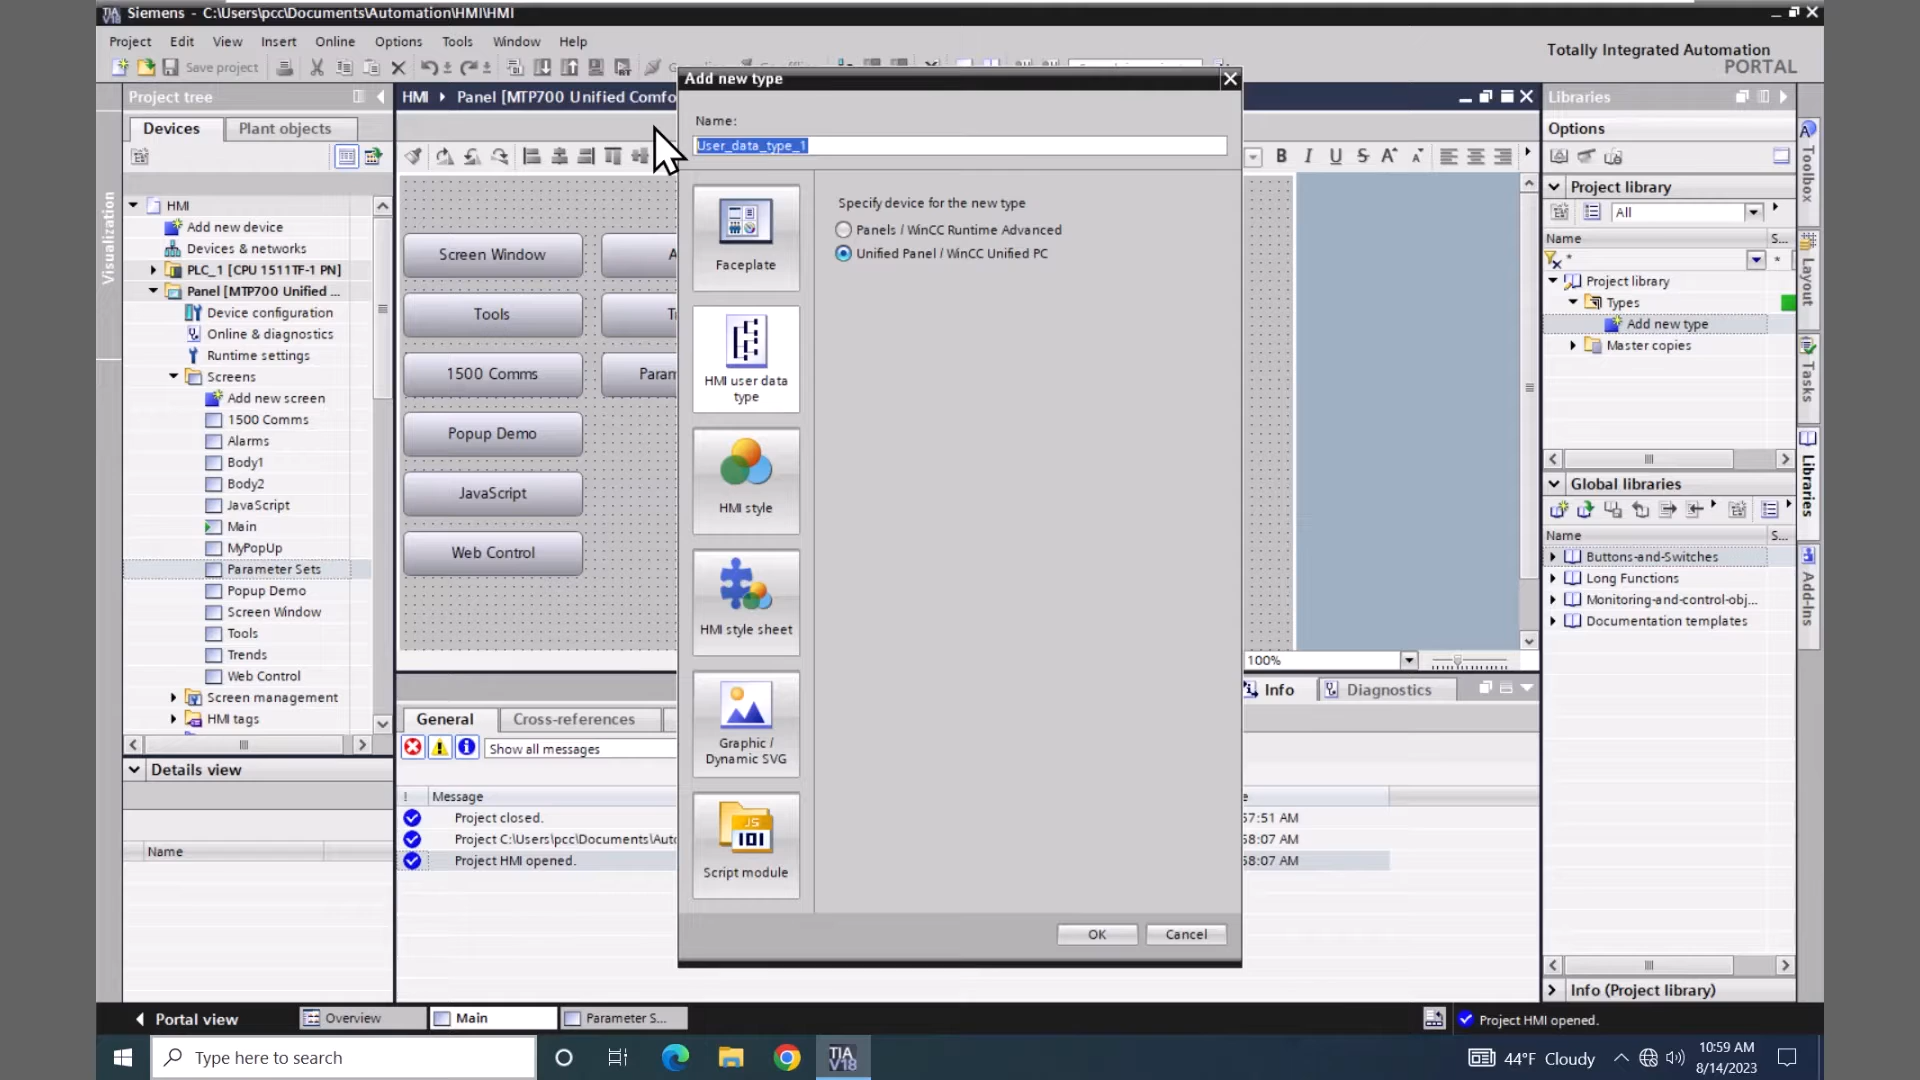 Siemens - C:\Users\pcc\Documents\Automation\HMI\HMI
Project Edit View Insert Online Options Tools Window Help
Totally Integrated Automation
PORTAL
Save project
Project tree
Devices
Plant objects
Visualization
HMI
Add new device
Devices & networks
PLC_1 [CPU 1511TF-1 PN]
Panel [MTP700 Unified ...
Device configuration
Online & diagnostics
Runtime settings
Screens
Add new screen
1500 Comms
Alarms
Body1
Body2
JavaScript
Main
MyPopUp
Parameter Sets
Popup Demo
Screen Window
Tools
Trends
Web Control
Screen management
HMI tags
Details view
Name
HMI Panel [MTP700 Unified Comfo
Screen Window
Tools
1500 Comms
Popup Demo
JavaScript
Web Control
A
Param
Add new type
Name:
User_data_type_1
Faceplate
HMI user data
type
HMI style
HMI style sheet
Graphic /
Dynamic SVG
JS
101
Script module
Specify device for the new type
Panels / WinCC Runtime Advanced
Unified Panel / WinCC Unified PC
OK
Cancel
100%
Info
Diagnostics
General
Cross-references
Show all messages
! Message
Project closed.
57:51 AM
Project C:\Users\pcc\Documents\Auto
58:07 AM
Project HMI opened.
58:07 AM
Libraries
Options
Project library
All
Name
S...
Project library
Types
Add new type
Master copies
Global libraries
Name
S...
Buttons-and-Switches
Long Functions
Monitoring-and-control-obj...
Documentation templates
Info (Project library)
Toolbox
Layout
Tasks
Libraries
Add-Ins
Portal view
Overview
Main
Parameter S...
Project HMI opened.
Type here to search
TIA
V18
44°F Cloudy
10:59 AM
8/14/2023